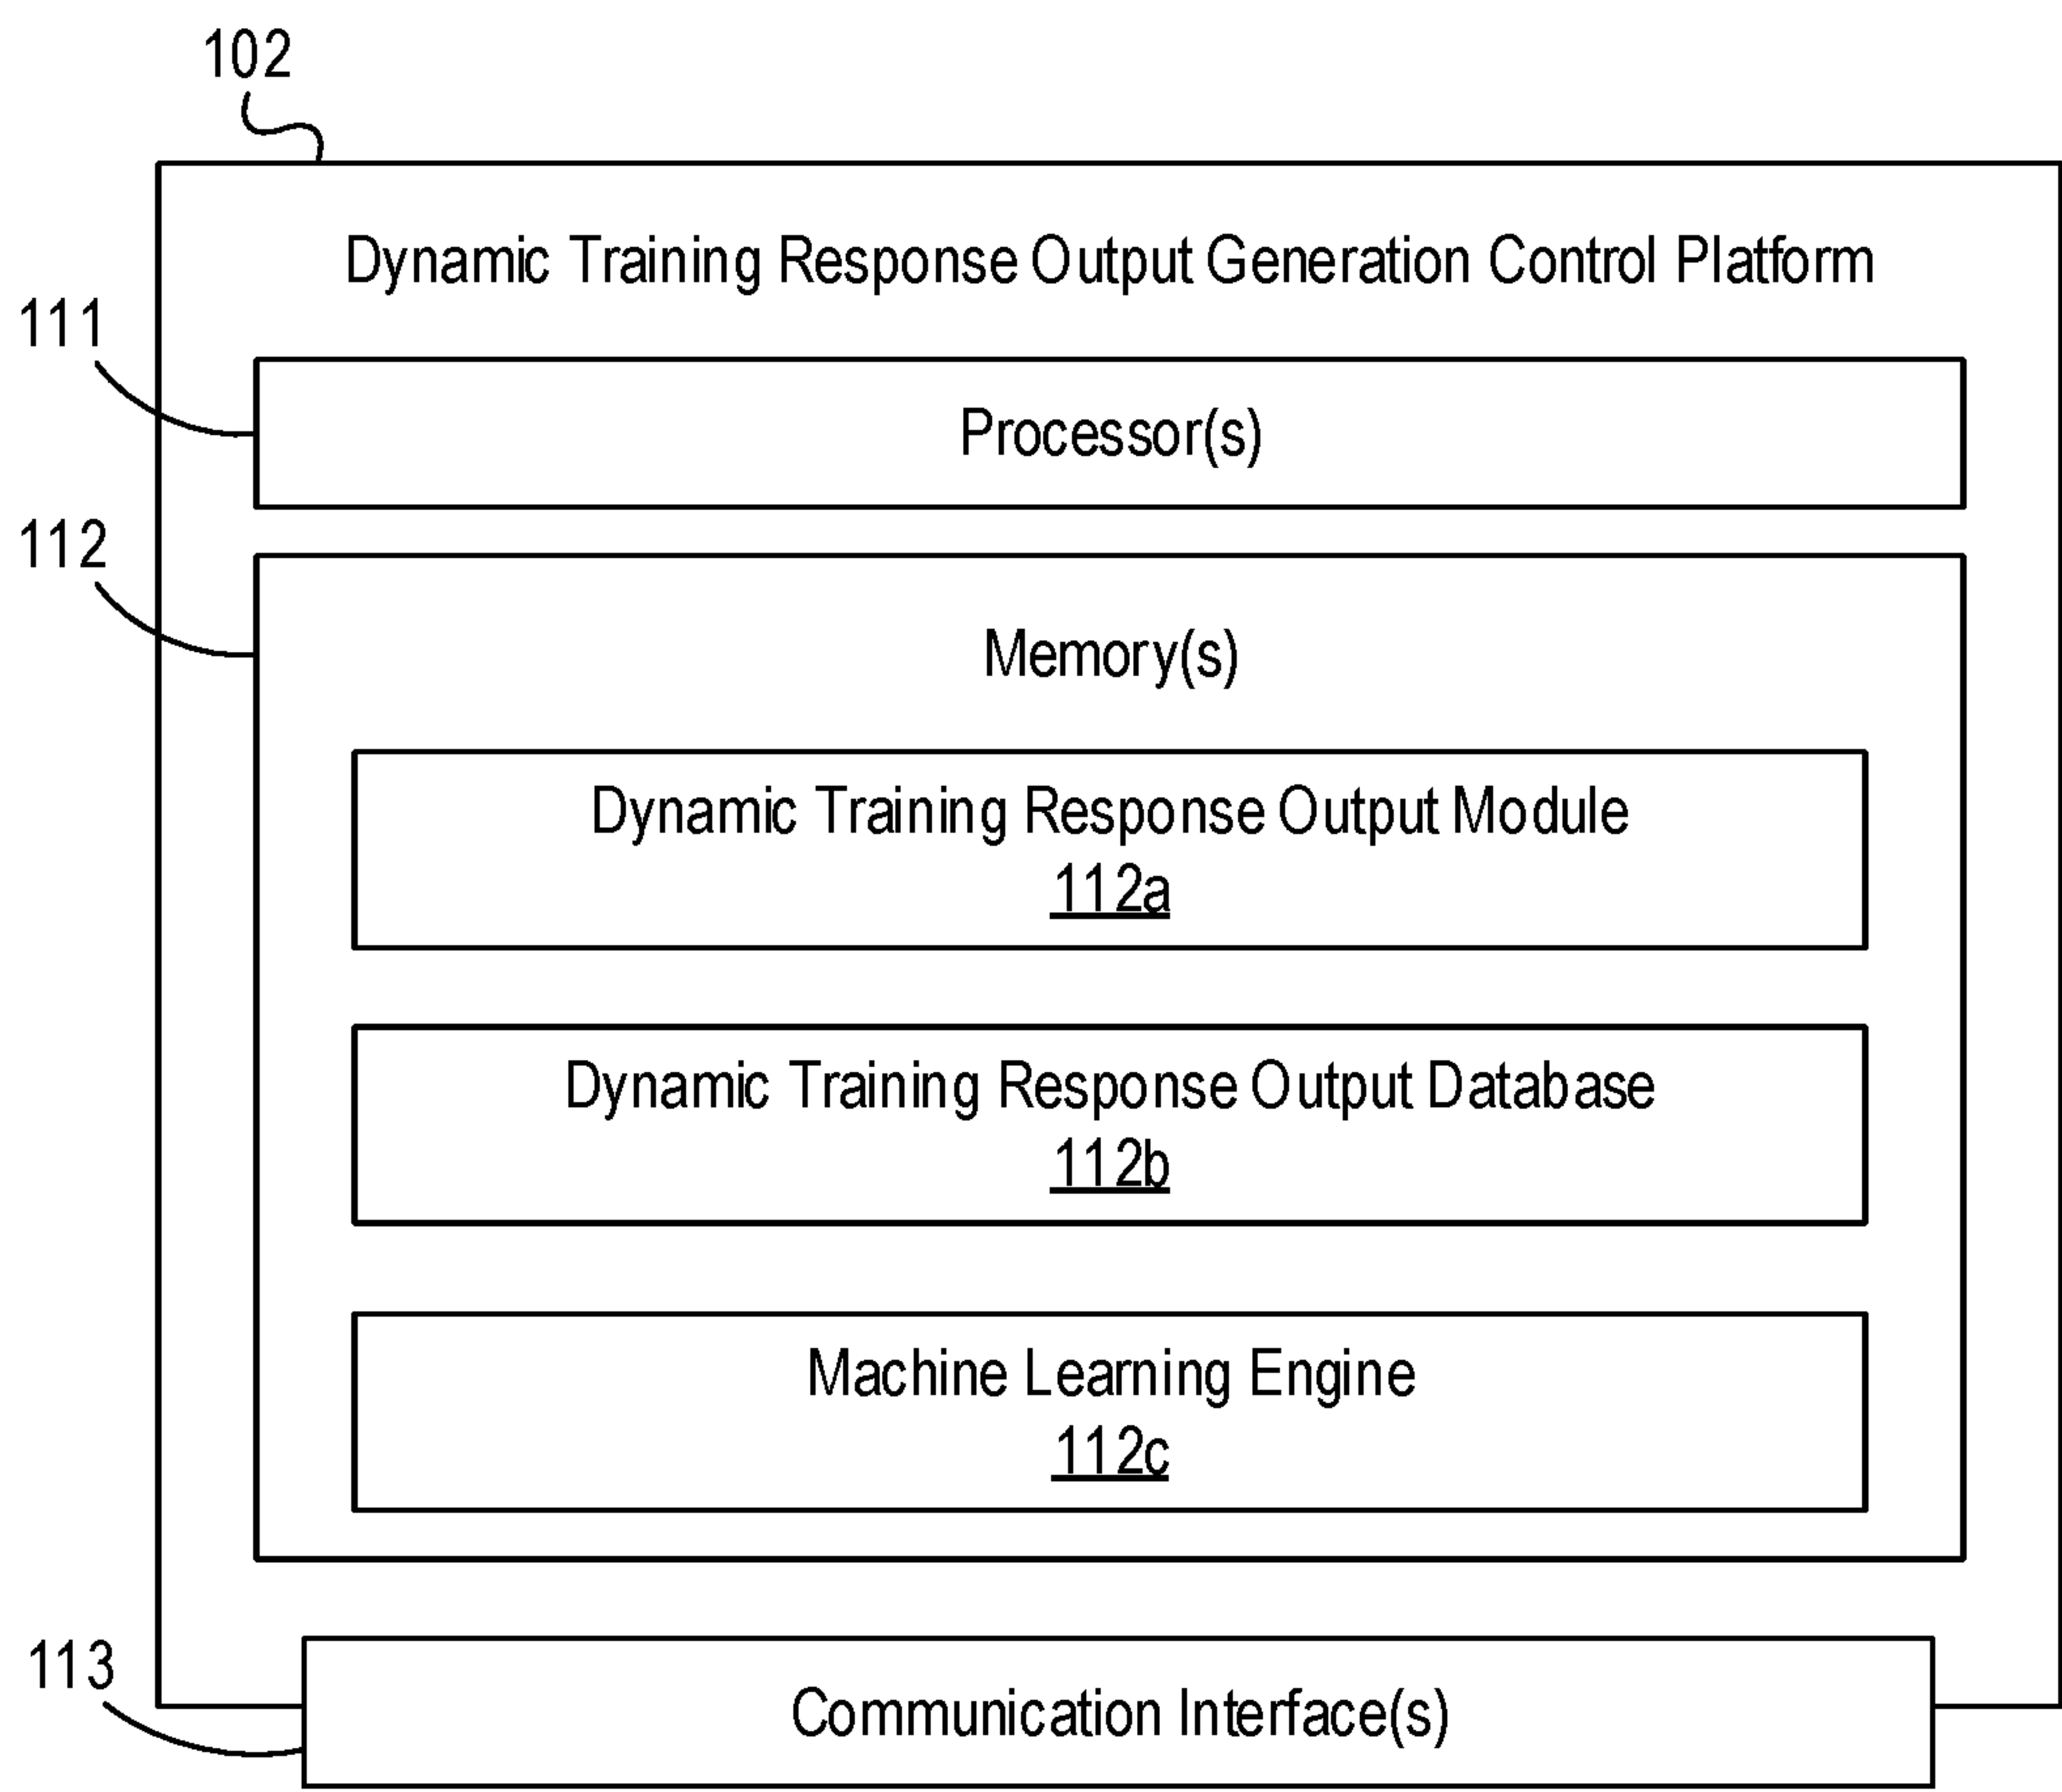 102
Dynamic Training Response Output Generation Control Platform
111
Processor(s)
112
Memory(s)
Dynamic Training Response Output Module
112a
Dynamic Training Response Output Database
112b
Machine Learning Engine
112c
113
Communication Interface(s)